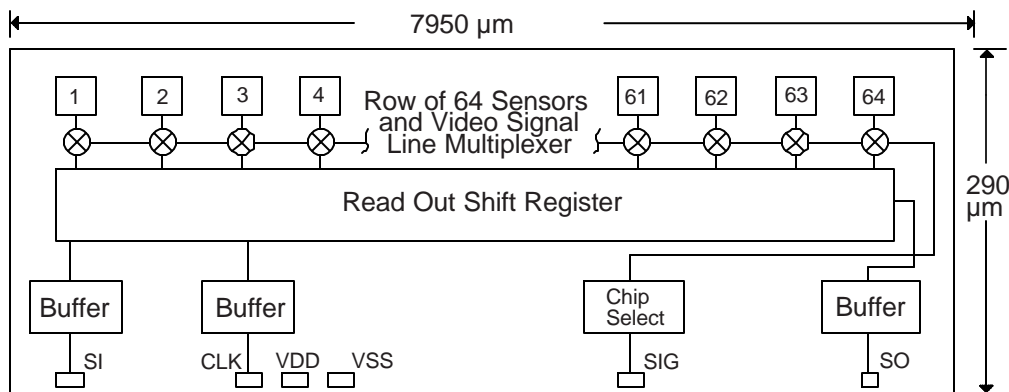 7950 μm
1 2 3 4 61 62 63 64
Row of 64 Sensors
and Video Signal
Line Multiplexer
Read Out Shift Register
290
μm
Buffer Buffer Chip
Select Buffer
SI CLK VDD VSS SIG SO